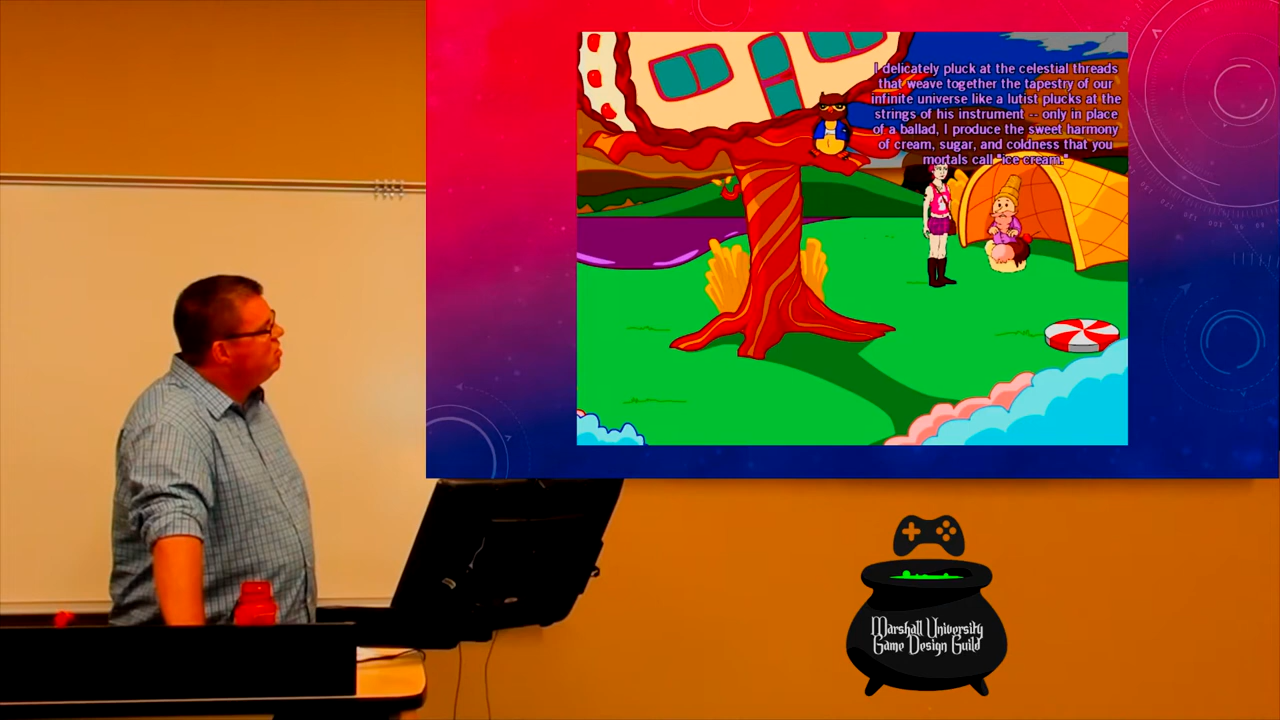 I delicately pluck at the celestial threads
that weave together the tapestry of our
infinite universe like a lutist plucks at the
strings of his instrument -- only in place
of a ballad, I produce the sweet harmony
of cream, sugar, and coldness that you
mortals call "ice cream."
Marshall University
Game Design Guild